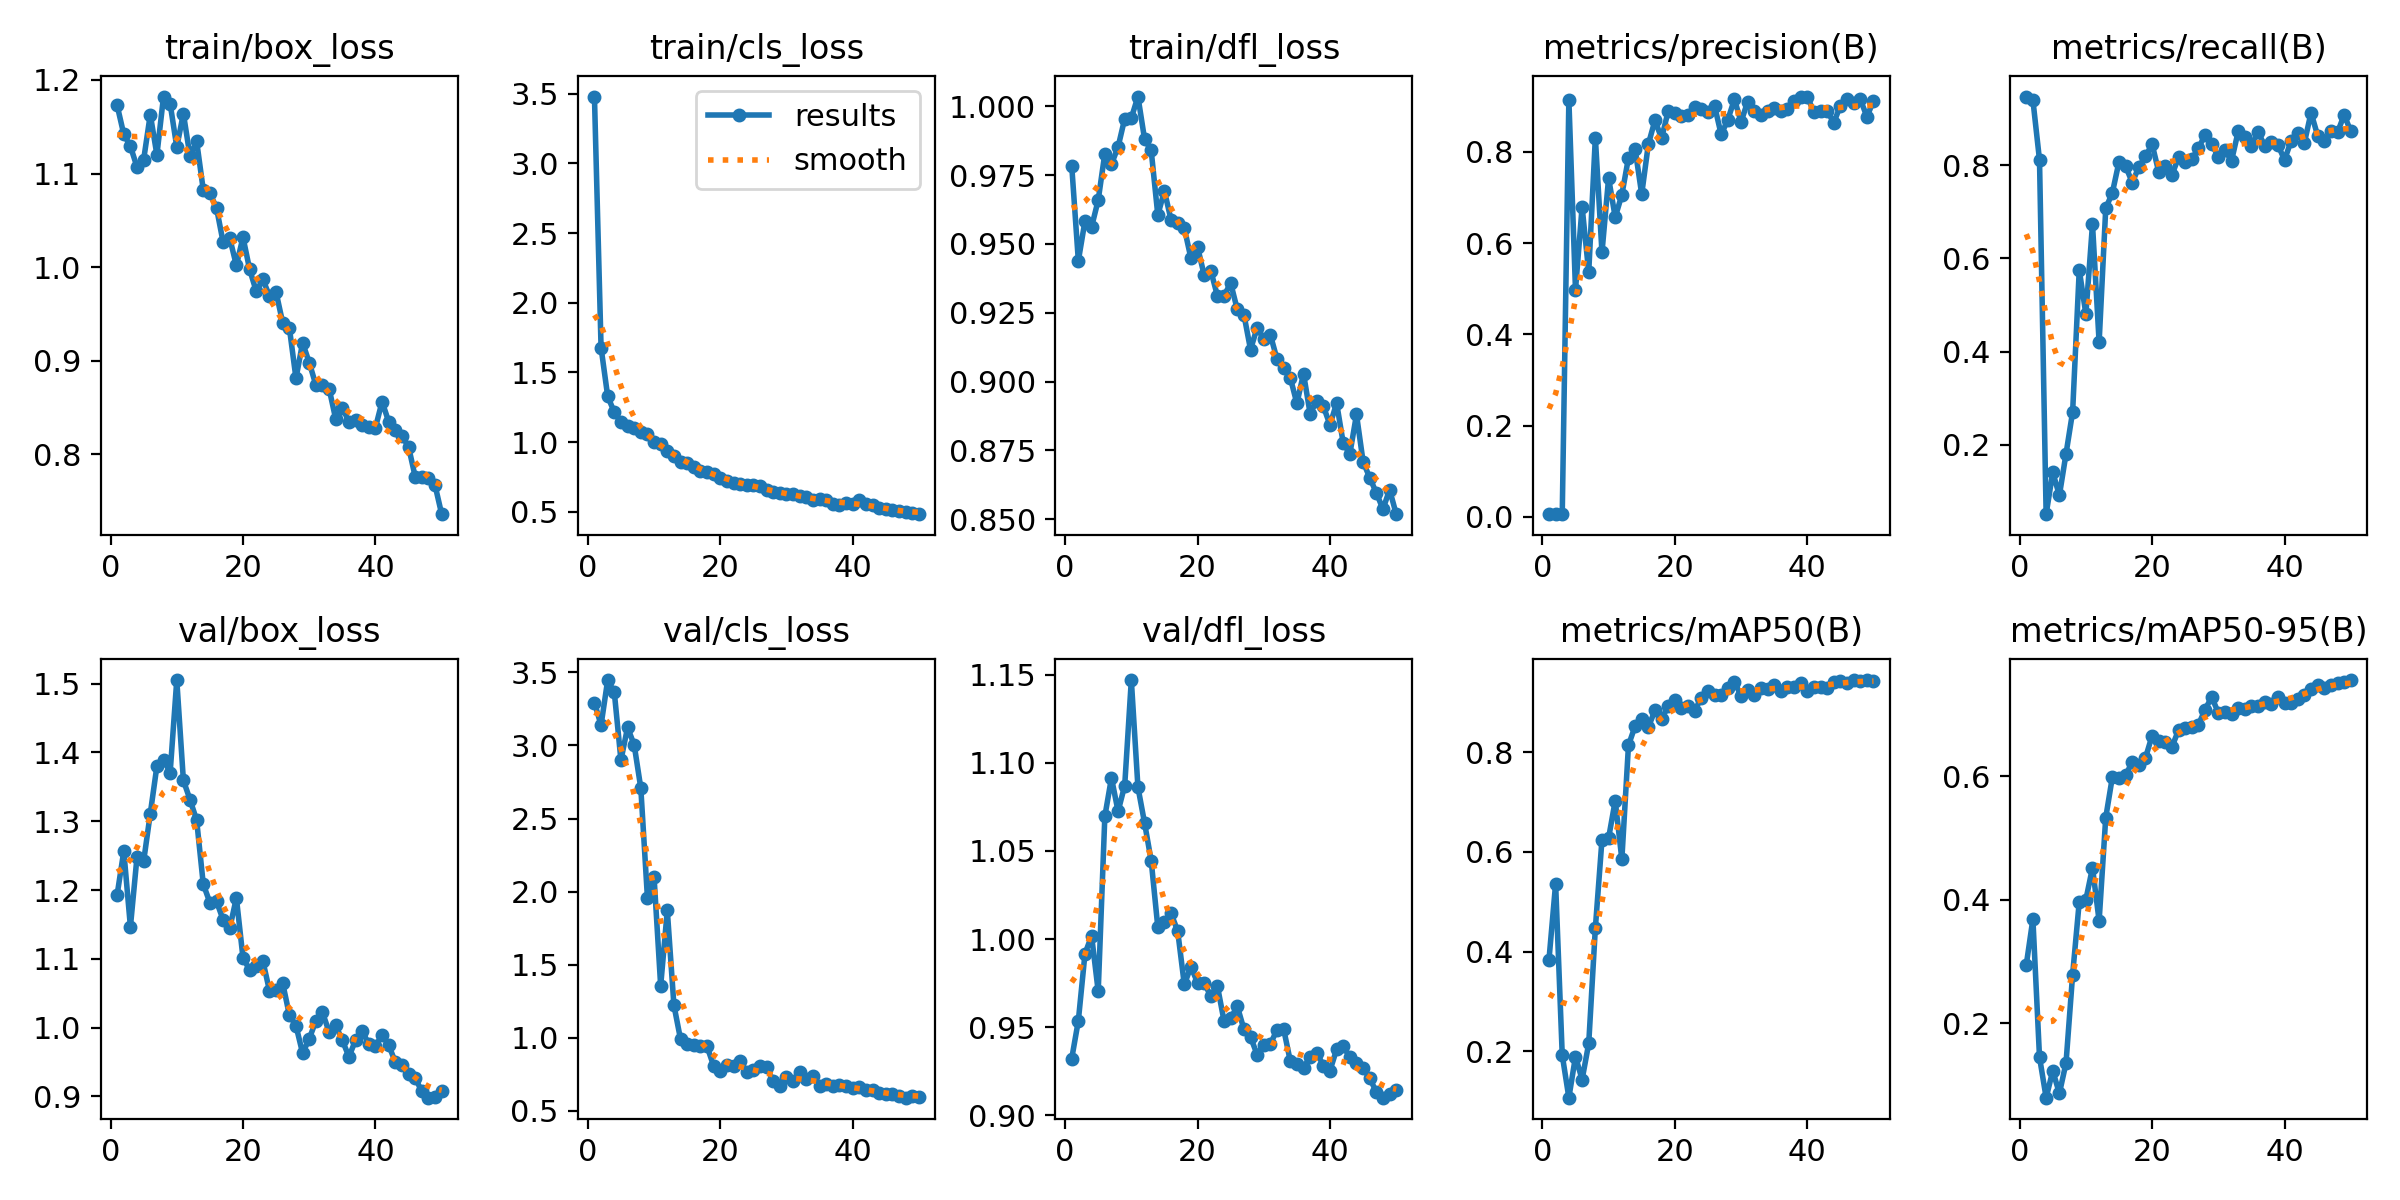 train/box_loss
1.2
1.1
1.0
0.9
0.8
0 20 40
train/cls_loss
results
smooth
3.5
3.0
2.5
2.0
1.5
1.0
0.5
0 20 40
train/dfl_loss
1.000
0.975
0.950
0.925
0.900
0.875
0.850
0 20 40
metrics/precision(B)
0.8
0.6
0.4
0.2
0.0
0 20 40
metrics/recall(B)
0.8
0.6
0.4
0.2
0 20 40
val/box_loss
1.5
1.4
1.3
1.2
1.1
1.0
0.9
0 20 40
val/cls_loss
3.5
3.0
2.5
2.0
1.5
1.0
0.5
0 20 40
val/dfl_loss
1.15
1.10
1.05
1.00
0.95
0.90
0 20 40
metrics/mAP50(B)
0.8
0.6
0.4
0.2
0 20 40
metrics/mAP50-95(B)
0.6
0.4
0.2
0 20 40